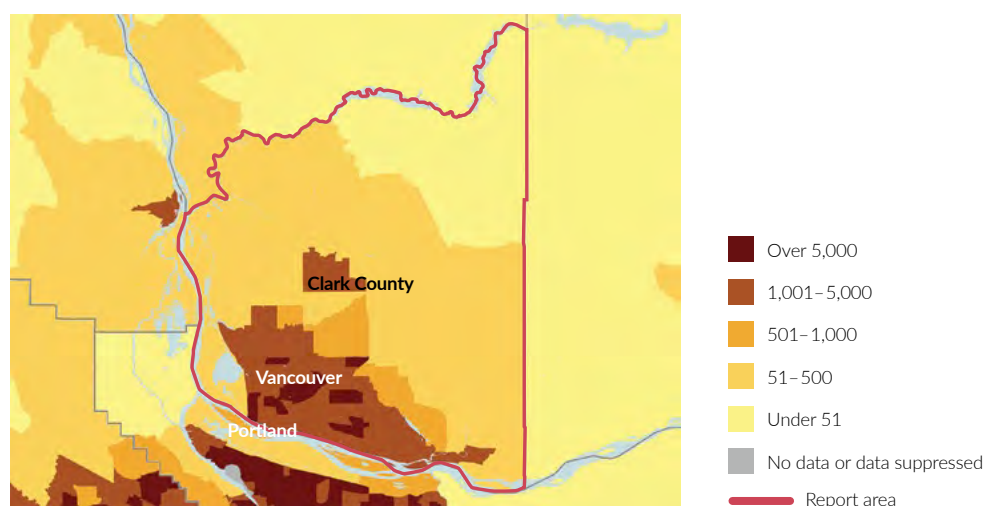 Clark County
Vancouver
Portland
Over 5,000
1,001–5,000
501–1,000
51–500
Under 51
No data or data suppressed
Report area